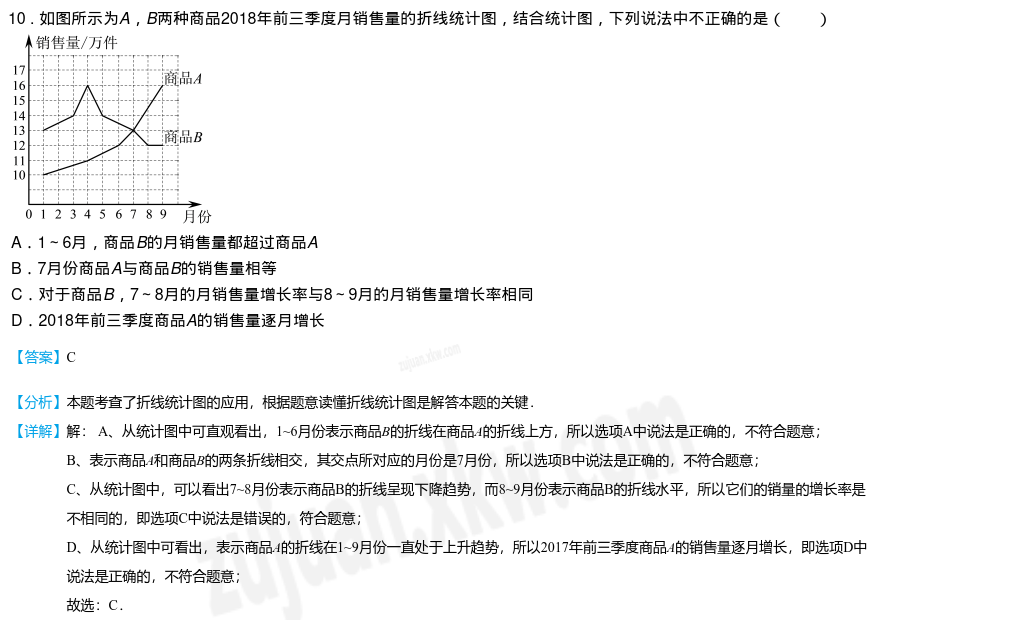 10．如图所示为A，B两种商品2018年前三季度月销售量的折线统计图，结合统计图，下列说法中不正确的是（　　）
销售量/万件
17
16
15
14
13
12
11
10
商品A
商品B
0 1 2 3 4 5 6 7 8 9 月份
A．1～6月，商品B的月销售量都超过商品A
B．7月份商品A与商品B的销售量相等
C．对于商品B，7～8月的月销售量增长率与8～9月的月销售量增长率相同
D．2018年前三季度商品A的销售量逐月增长
【答案】C
【分析】本题考查了折线统计图的应用，根据题意读懂折线统计图是解答本题的关键．
【详解】解： A、从统计图中可直观看出，1~6月份表示商品B的折线在商品A的折线上方，所以选项A中说法是正确的，不符合题意；
B、表示商品A和商品B的两条折线相交，其交点所对应的月份是7月份，所以选项B中说法是正确的，不符合题意；
C、从统计图中，可以看出7~8月份表示商品B的折线呈现下降趋势，而8~9月份表示商品B的折线水平，所以它们的销量的增长率是
不相同的，即选项C中说法是错误的，符合题意；
D、从统计图中可看出，表示商品A的折线在1~9月份一直处于上升趋势，所以2017年前三季度商品A的销售量逐月增长，即选项D中
说法是正确的，不符合题意；
故选：C．
zujuan.xkw.com
zujuan.xkw.com